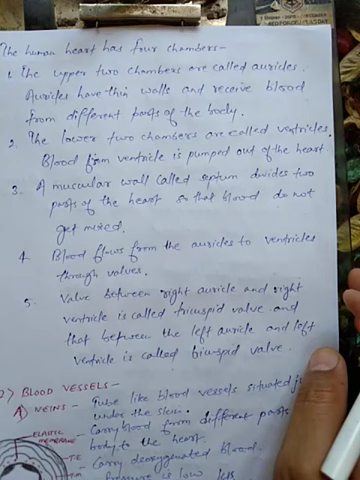 The human heart has four chambers-
1. The upper two chambers are called auricles.
Auricles have thin walls and receive blood
from different parts of the body.
2. The lower two chambers are called ventricles.
Blood from ventricle is pumped out of the heart.
3. A muscular wall called septum divides two
parts of the heart so that blood do not
get mixed.
4. Blood flows from the auricles to ventricles
through valves.
5. Valve between right auricle and right
ventricle is called tricuspid valve and
that between the left auricle and left
ventricle is called bicuspid valve.
2) BLOOD VESSELS-
A) VEINS - Tube like blood vessels situated j
under the skin.
- Carry blood from different parts
body to the heart.
- Carry deoxygenated blood.
Pressure is low
ELASTIC
MEMBRANE